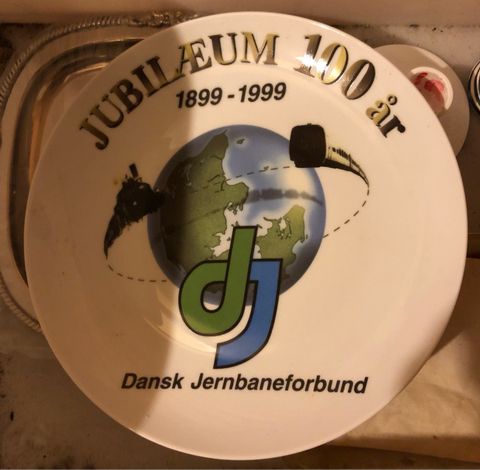 JUBILÆUM 100 år
1899-1999
dj
Dansk Jernbaneforbund